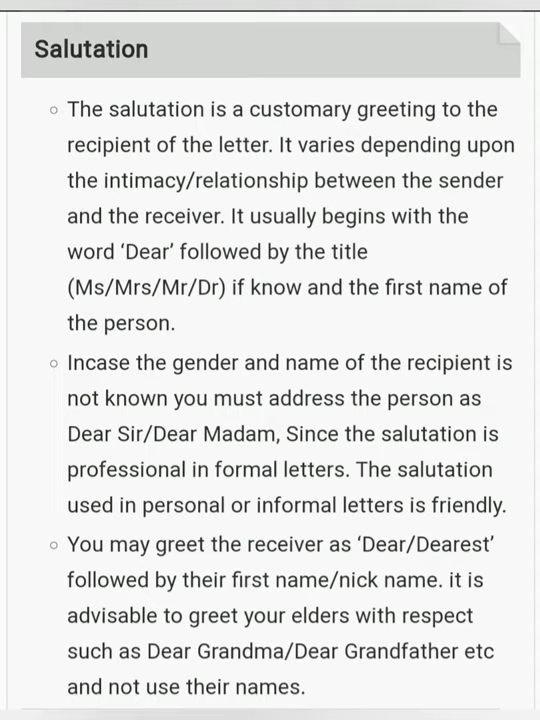 Salutation
The salutation is a customary greeting to the
recipient of the letter. It varies depending upon
the intimacy/relationship between the sender
and the receiver. It usually begins with the
word ‘Dear’ followed by the title
(Ms/Mrs/Mr/Dr) if know and the first name of
the person.
Incase the gender and name of the recipient is
not known you must address the person as
Dear Sir/Dear Madam, Since the salutation is
professional in formal letters. The salutation
used in personal or informal letters is friendly.
You may greet the receiver as ‘Dear/Dearest’
followed by their first name/nick name. it is
advisable to greet your elders with respect
such as Dear Grandma/Dear Grandfather etc
and not use their names.